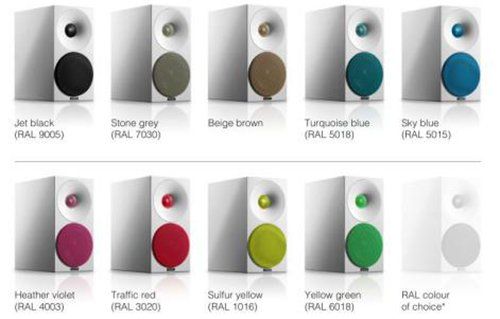 Jet black
(RAL 9005)
Stone grey
(RAL 7030)
Beige brown
Turquoise blue
(RAL 5018)
Sky blue
(RAL 5015)
Heather violet
(RAL 4003)
Traffic red
(RAL 3020)
Sulfur yellow
(RAL 1016)
Yellow green
(RAL 6018)
RAL colour
of choice*